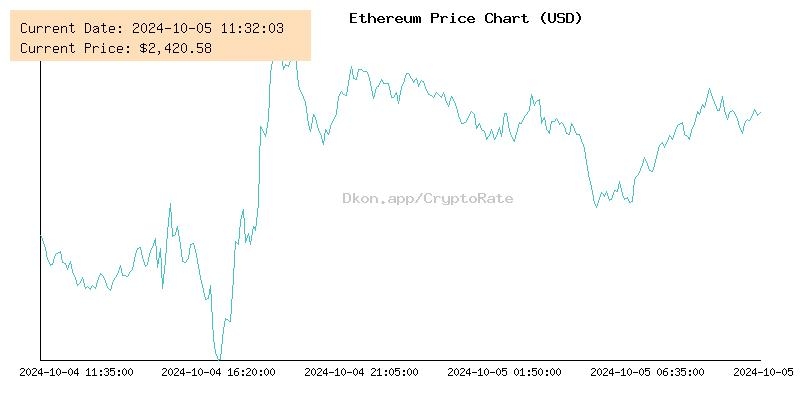 Ethereum Price Chart (USD)
Current Date: 2024-10-05 11:32:03
Current Price: $2,420.58
Dkon.app/CryptoRate
2024-10-04 11:35:00 2024-10-04 16:20:00 2024-10-04 21:05:00 2024-10-05 01:50:00 2024-10-05 06:35:00 2024-10-05